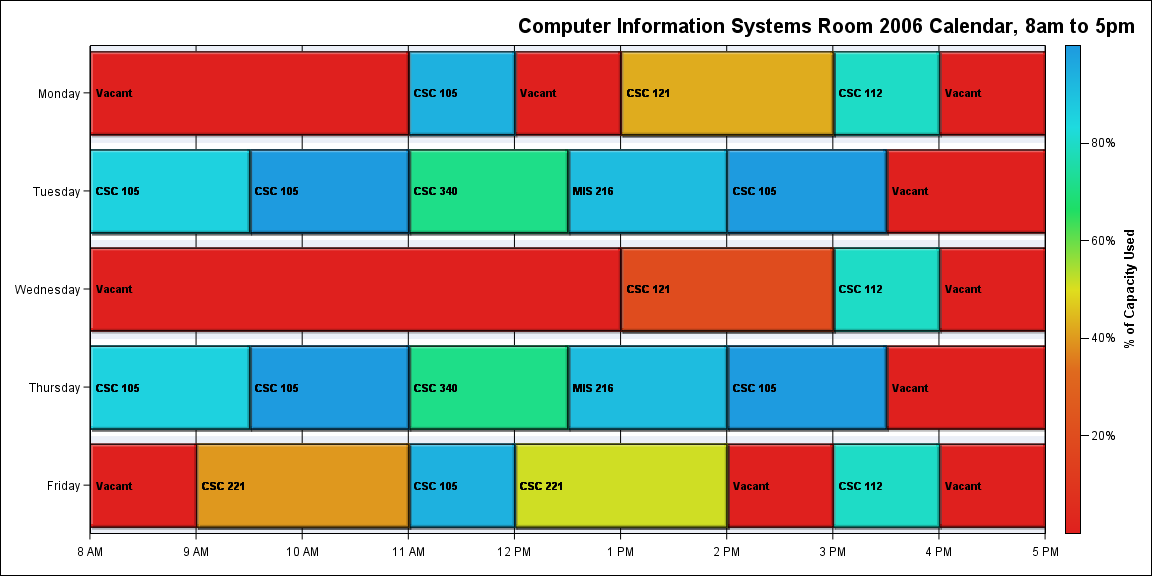 Computer Information Systems Room 2006 Calendar, 8am to 5pm
Monday
Vacant
CSC 105
Vacant
CSC 121
CSC 112
Vacant
Tuesday
CSC 105
CSC 105
CSC 340
MIS 216
CSC 105
Vacant
Wednesday
Vacant
CSC 121
CSC 112
Vacant
Thursday
CSC 105
CSC 105
CSC 340
MIS 216
CSC 105
Vacant
Friday
Vacant
CSC 221
CSC 105
CSC 221
Vacant
CSC 112
Vacant
8 AM
9 AM
10 AM
11 AM
12 PM
1 PM
2 PM
3 PM
4 PM
5 PM
80%
60%
40%
20%
% of Capacity Used